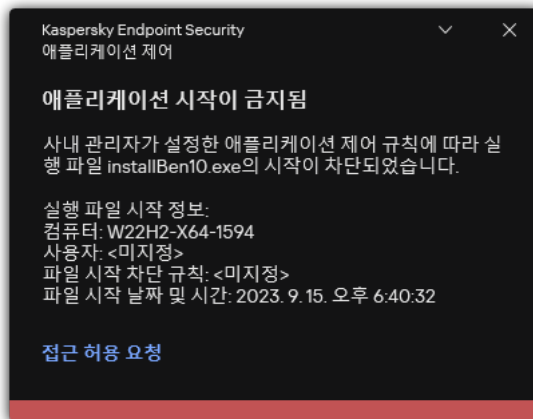 Kaspersky Endpoint Security
애플리케이션 제어
애플리케이션 시작이 금지됨
사내 관리자가 설정한 애플리케이션 제어 규칙에 따라 실
행 파일 installBen10.exe의 시작이 차단되었습니다.
실행 파일 시작 정보:
컴퓨터: W22H2-X64-1594
사용자: <미지정>
파일 시작 차단 규칙: <미지정>
파일 시작 날짜 및 시간: 2023. 9. 15. 오후 6:40:32
접근 허용 요청